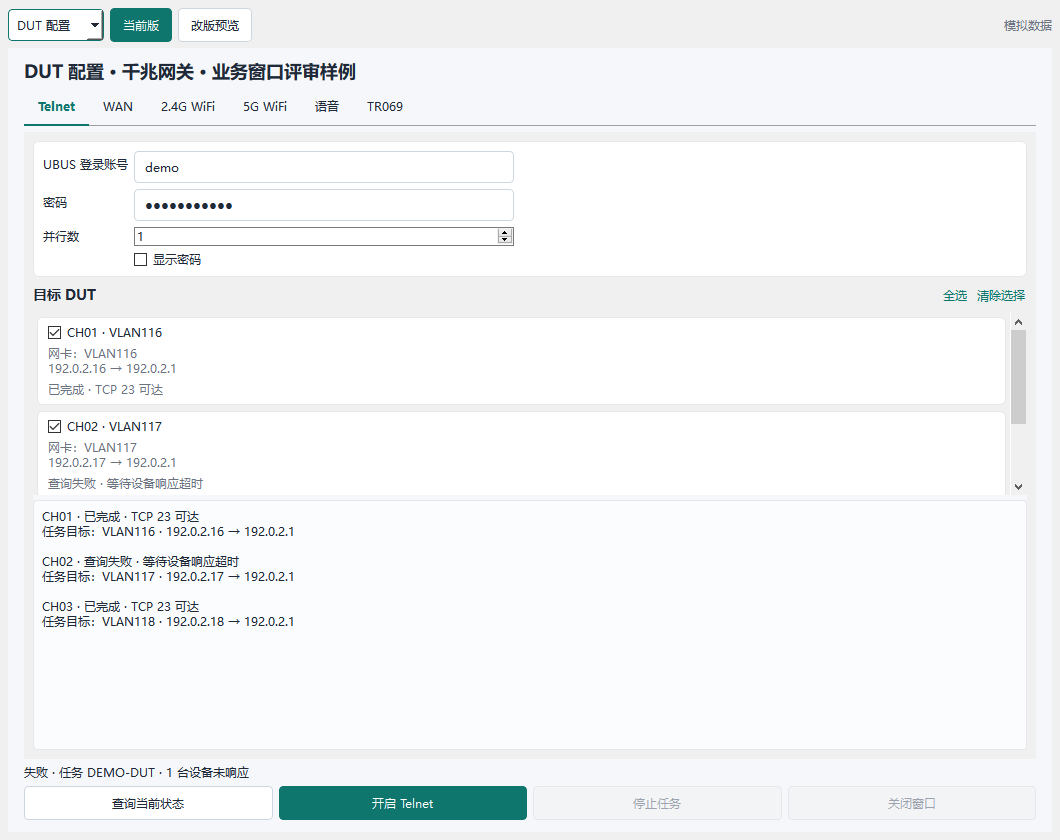 DUT 配置
当前版
改版预览
模拟数据
DUT 配置 • 千兆网关 • 业务窗口评审样例
Telnet
WAN
2.4G WiFi
5G WiFi
语音
TR069
UBUS 登录账号
demo
密码
●●●●●●●●●●●
并行数
1
显示密码
目标 DUT
全选
清除选择
CH01 · VLAN116
网卡：VLAN116
192.0.2.16 → 192.0.2.1
已完成 · TCP 23 可达
CH02 · VLAN117
网卡：VLAN117
192.0.2.17 → 192.0.2.1
查询失败 · 等待设备响应超时
CH01 · 已完成 · TCP 23 可达
任务目标：VLAN116 · 192.0.2.16 → 192.0.2.1
CH02 · 查询失败 · 等待设备响应超时
任务目标：VLAN117 · 192.0.2.17 → 192.0.2.1
CH03 · 已完成 · TCP 23 可达
任务目标：VLAN118 · 192.0.2.18 → 192.0.2.1
失败 · 任务 DEMO-DUT · 1 台设备未响应
查询当前状态
开启 Telnet
停止任务
关闭窗口